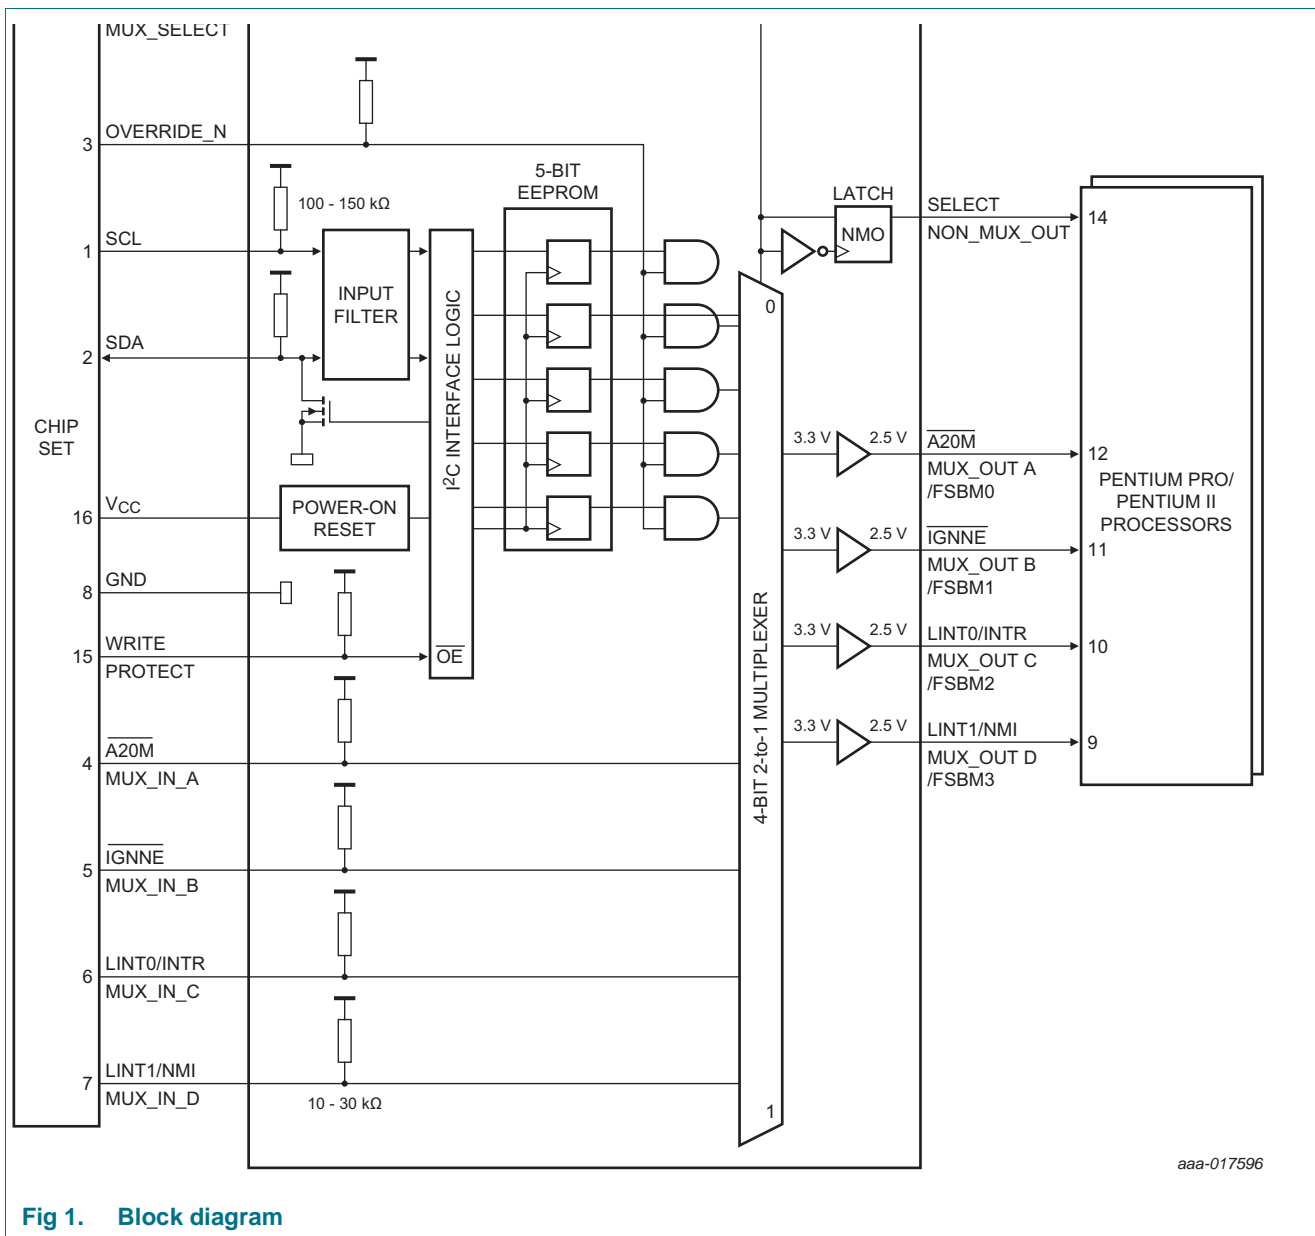 MUX_SELECT
3
OVERRIDE_N
100 - 150 kΩ
1
SCL
INPUT
FILTER
2
SDA
CHIP
SET
16
VCC
POWER-ON
RESET
8
GND
15
WRITE
PROTECT
I2C INTERFACE LOGIC
OE
5-BIT
EEPROM
4
A20M
MUX_IN_A
5
IGNNE
MUX_IN_B
6
LINT0/INTR
MUX_IN_C
7
LINT1/NMI
MUX_IN_D
10 - 30 kΩ
0
4-BIT 2-to-1 MULTIPLEXER
1
LATCH
NMO
SELECT
NON_MUX_OUT
14
3.3 V
2.5 V
A20M
MUX_OUT A
/FSBM0
12
3.3 V
2.5 V
IGNNE
MUX_OUT B
/FSBM1
11
3.3 V
2.5 V
LINT0/INTR
MUX_OUT C
/FSBM2
10
3.3 V
2.5 V
LINT1/NMI
MUX_OUT D
/FSBM3
9
PENTIUM PRO/
PENTIUM II
PROCESSORS
aaa-017596
Fig 1. Block diagram